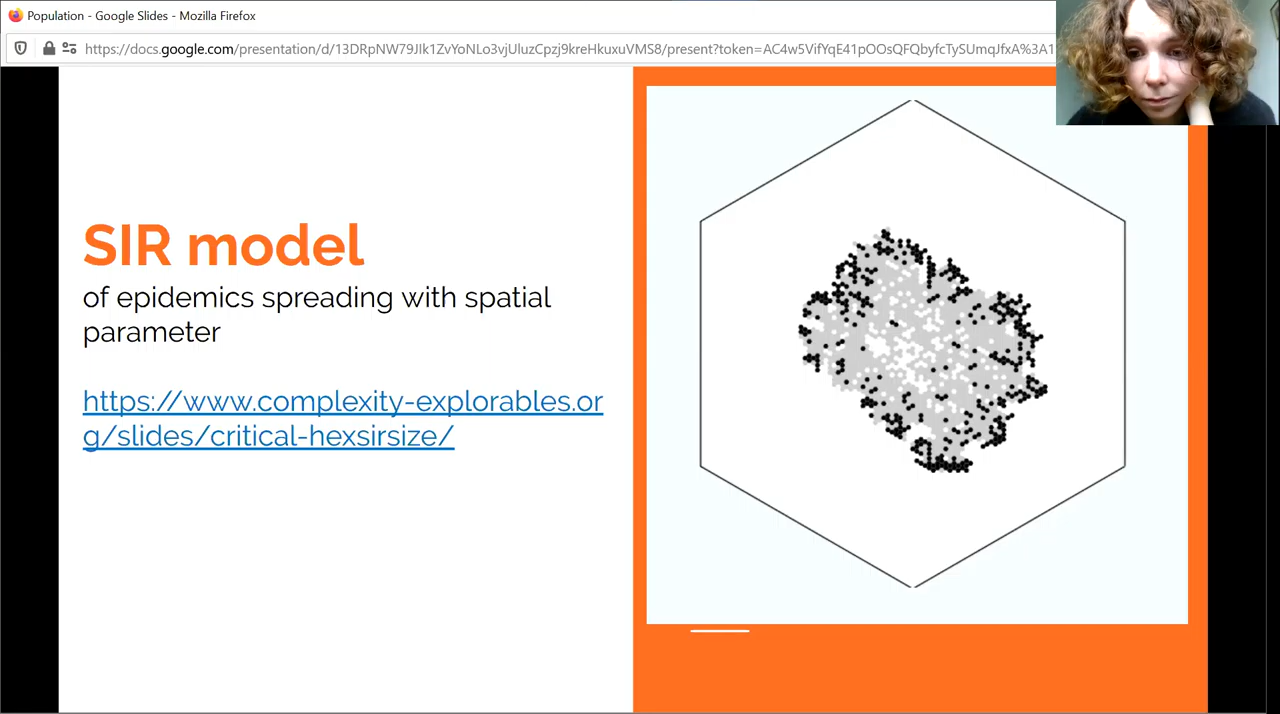 Population - Google Slides - Mozilla Firefox
https://docs.google.com/presentation/d/13DRpNW79JIk1ZvYoNLo3vjUluzCpzj9kreHkuxuVMS8/present?token=AC4w5VifYqE41pOOsQFQbyfcTySUmqJfxA%3A1
SIR model
of epidemics spreading with spatial
parameter
https://www.complexity-explorables.or
g/slides/critical-hexsirsize/